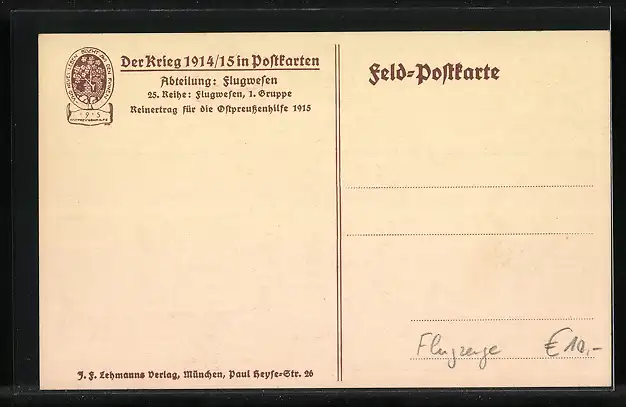 Der Krieg 1914/15 in Postkarten
Abteilung: Flugwesen
25. Reihe: Flugwesen, 1. Gruppe
Reinertrag für die Ostpreußenhilfe 1915
1915
Feld-Postkarte
Flugzeuge €10,-
J. F. Lehmanns Verlag, München, Paul Heyse-Str. 26